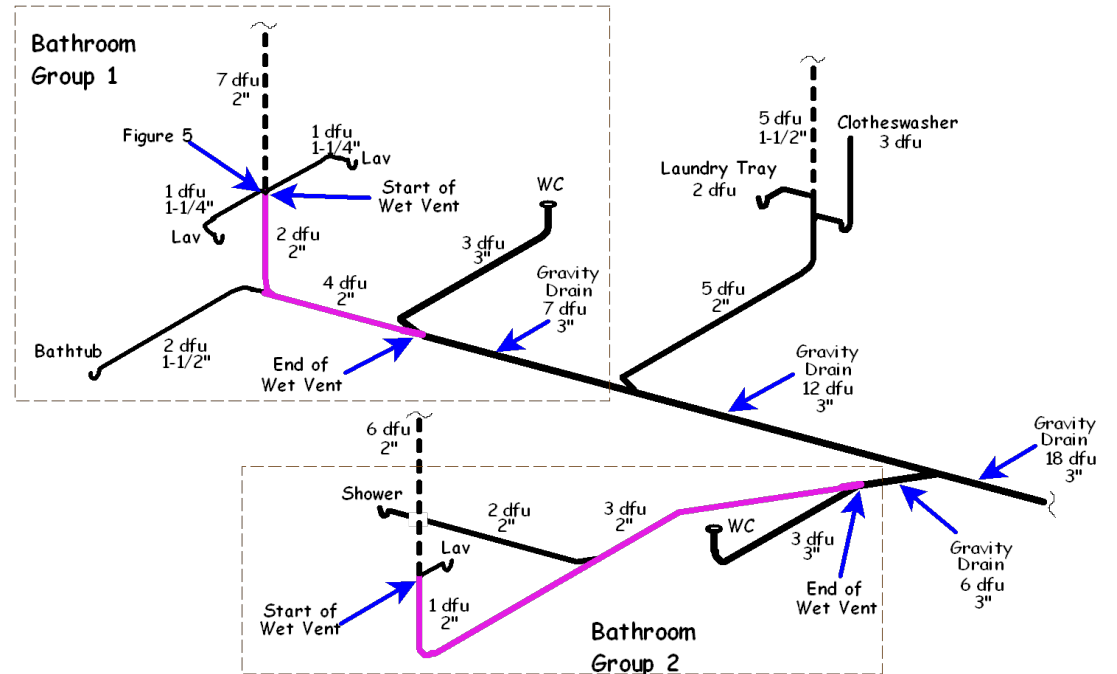 Bathroom
Group 1
7 dfu
2"
Figure 5
1 dfu
1-1/4"
Lav
1 dfu
1-1/4"
Lav
Start of
Wet Vent
2 dfu
2"
4 dfu
2"
Bathtub
2 dfu
1-1/2"
WC
3 dfu
3"
Gravity
Drain
7 dfu
3"
End of
Wet Vent
5 dfu
1-1/2"
Clotheswasher
3 dfu
Laundry Tray
2 dfu
5 dfu
2"
Gravity
Drain
12 dfu
3"
Gravity
Drain
18 dfu
3"
6 dfu
2"
Shower
2 dfu
2"
Lav
Start of
Wet Vent
1 dfu
2"
3 dfu
2"
WC
3 dfu
3"
End of
Wet Vent
Gravity
Drain
6 dfu
3"
Bathroom
Group 2